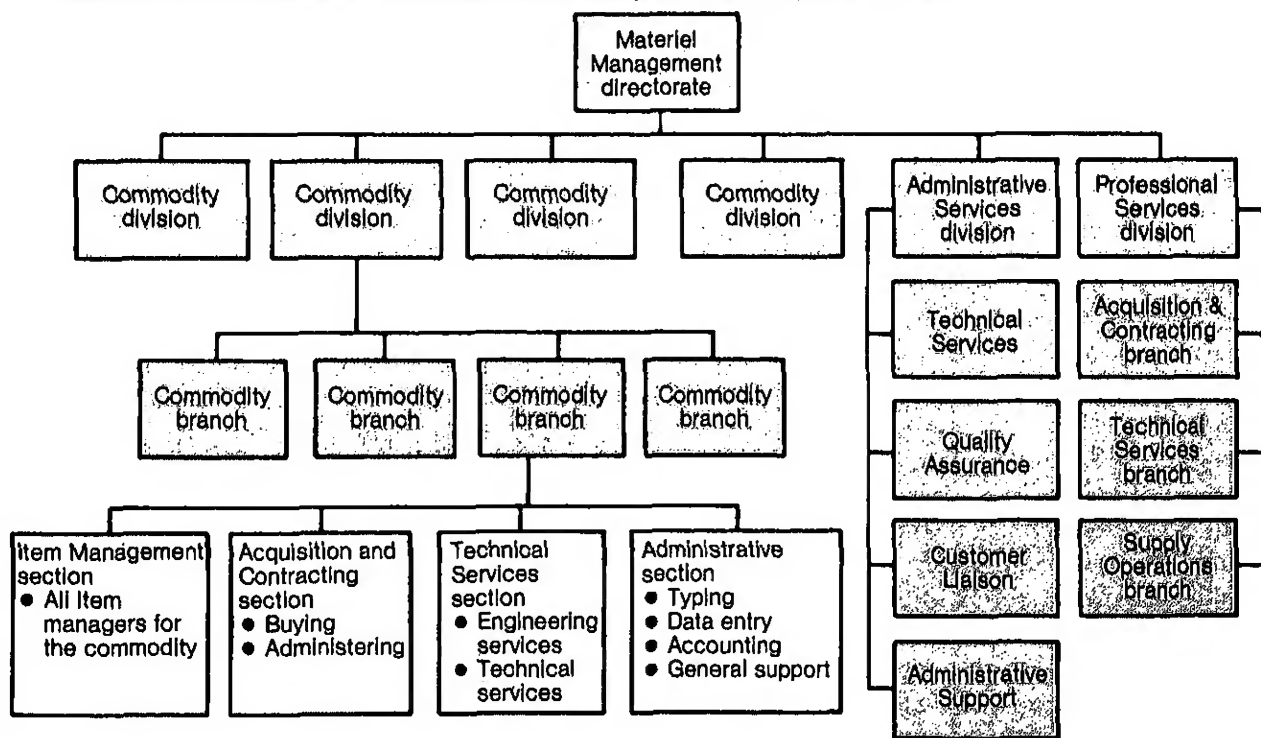 Materiel
Management
directorate
Commodity
division
Commodity
division
Commodity
division
Commodity
division
Administrative
Services
division
Professional
Services
division
Technical
Services
Acquisition &
Contracting
branch
Commodity
branch
Commodity
branch
Commodity
branch
Commodity
branch
Quality
Assurance
Technical
Services
branch
Item Management
section
● All item
managers for
the commodity
Acquisition and
Contracting
section
● Buying
● Administering
Technical
Services
section
● Engineering
services
● Technical
services
Administrative
section
● Typing
● Data entry
● Accounting
● General support
Customer
Liaison
Supply
Operations
branch
Administrative
Support